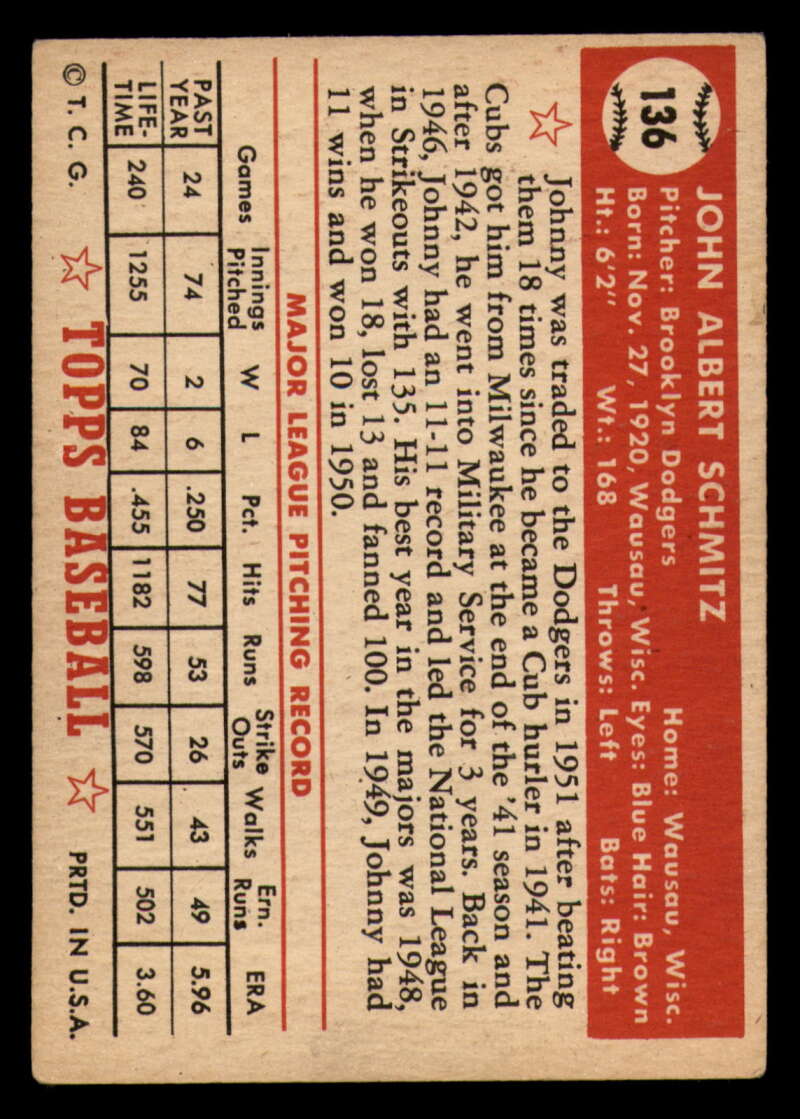 136
JOHN ALBERT SCHMITZ
Pitcher: Brooklyn Dodgers Home: Wausau, Wisc.
Born: Nov. 27, 1920, Wausau, Wisc. Eyes: Blue Hair: Brown
Ht.: 6'2" Wt.: 168 Throws: Left Bats: Right
Johnny was traded to the Dodgers in 1951 after beating
them 18 times since he became a Cub hurler in 1941. The
Cubs got him from Milwaukee at the end of the '41 season and
after 1942, he went into Military Service for 3 years. Back in
1946, Johnny had an 11-11 record and led the National League
in Strikeouts with 135. His best year in the majors was 1948,
when he won 18, lost 13 and fanned 100. In 1949, Johnny had
11 wins and won 10 in 1950.
MAJOR LEAGUE PITCHING RECORD
Games Innings Pitched W L Pct. Hits Runs Strike Outs Walks Ern. Runs ERA
PAST YEAR 24 74 2 6 .250 77 53 26 43 49 5.96
LIFE-TIME 240 1255 70 84 .455 1182 598 570 551 502 3.60
© T. C. G. TOPPS BASEBALL PRTD. IN U.S.A.